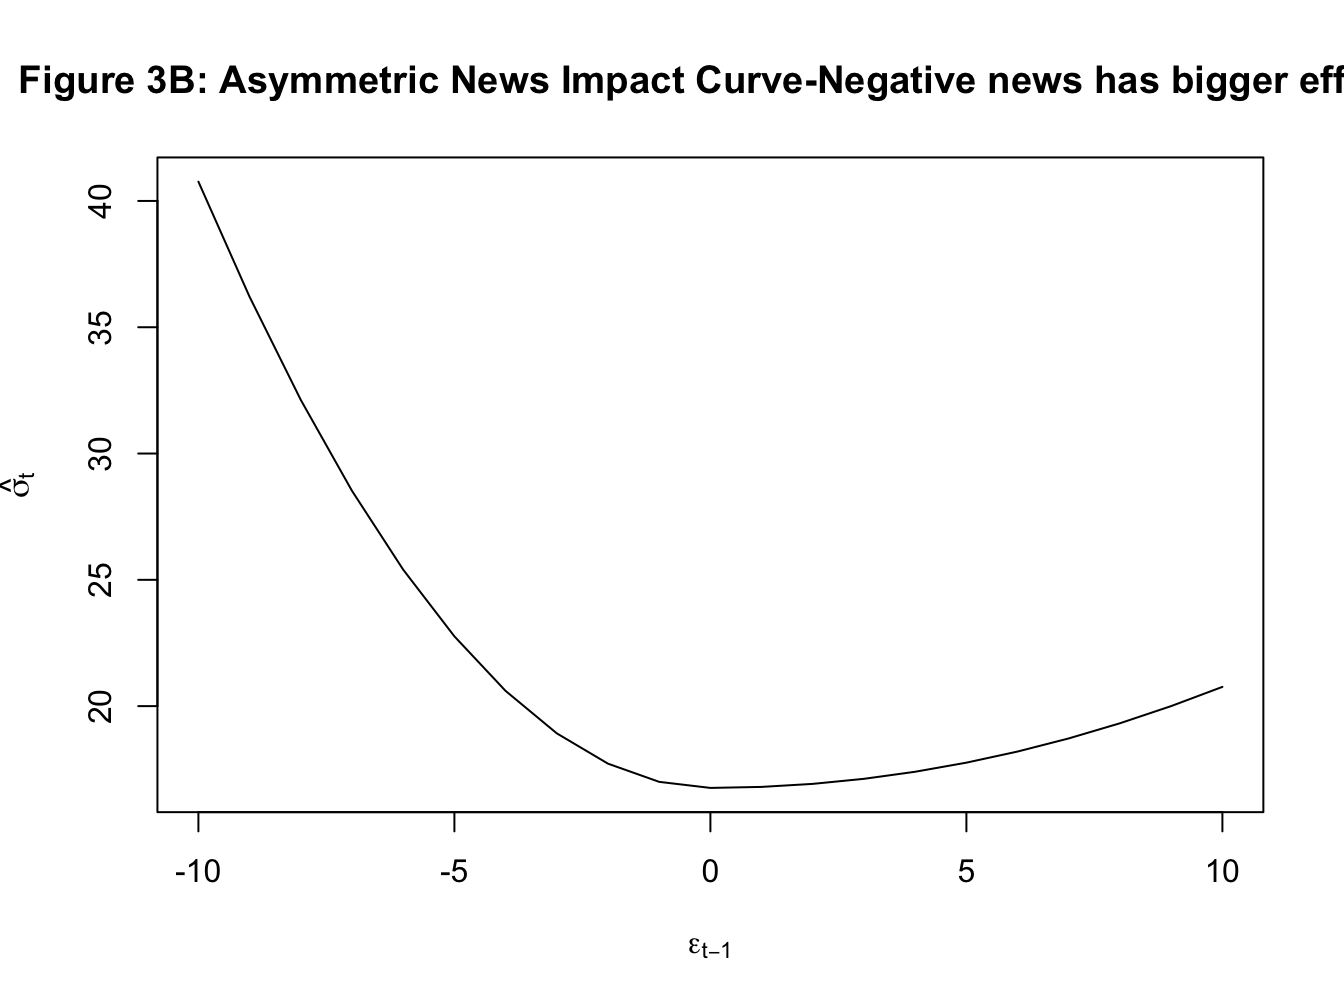 Figure 3B: Asymmetric News Impact Curve-Negative news has bigger eff
40
35
30
25
20
σ̂t
-10 -5 0 5 10
εt−1